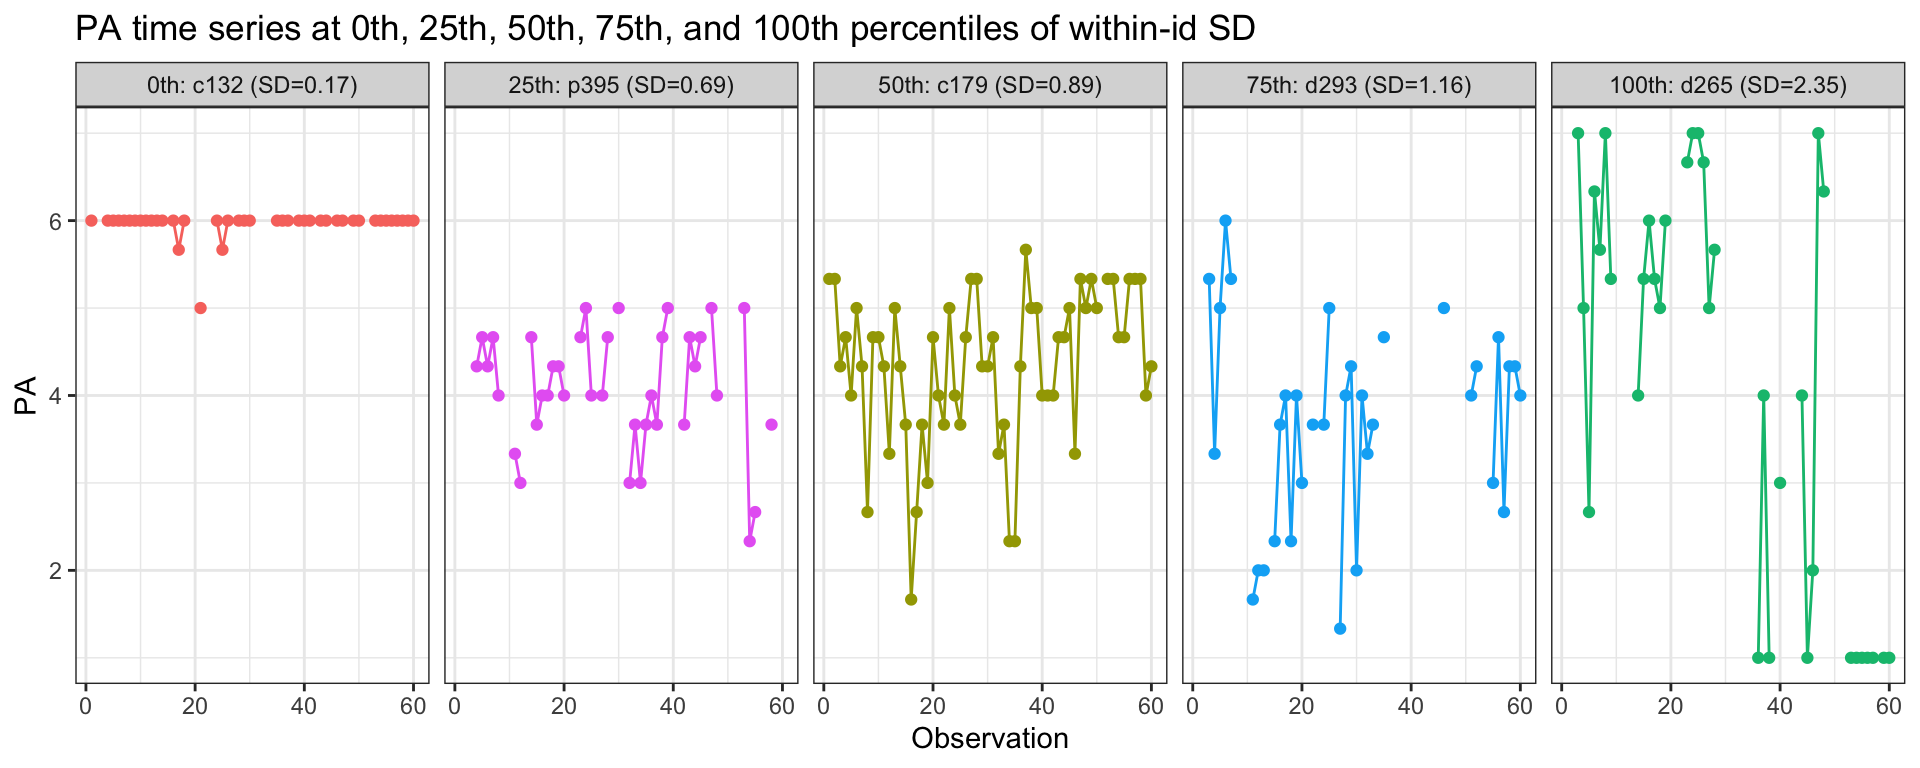 PA time series at 0th, 25th, 50th, 75th, and 100th percentiles of within-id SD
0th: c132 (SD=0.17)
25th: p395 (SD=0.69)
50th: c179 (SD=0.89)
75th: d293 (SD=1.16)
100th: d265 (SD=2.35)
PA
6
4
2
0 20 40 60
0 20 40 60
0 20 40 60
0 20 40 60
0 20 40 60
Observation